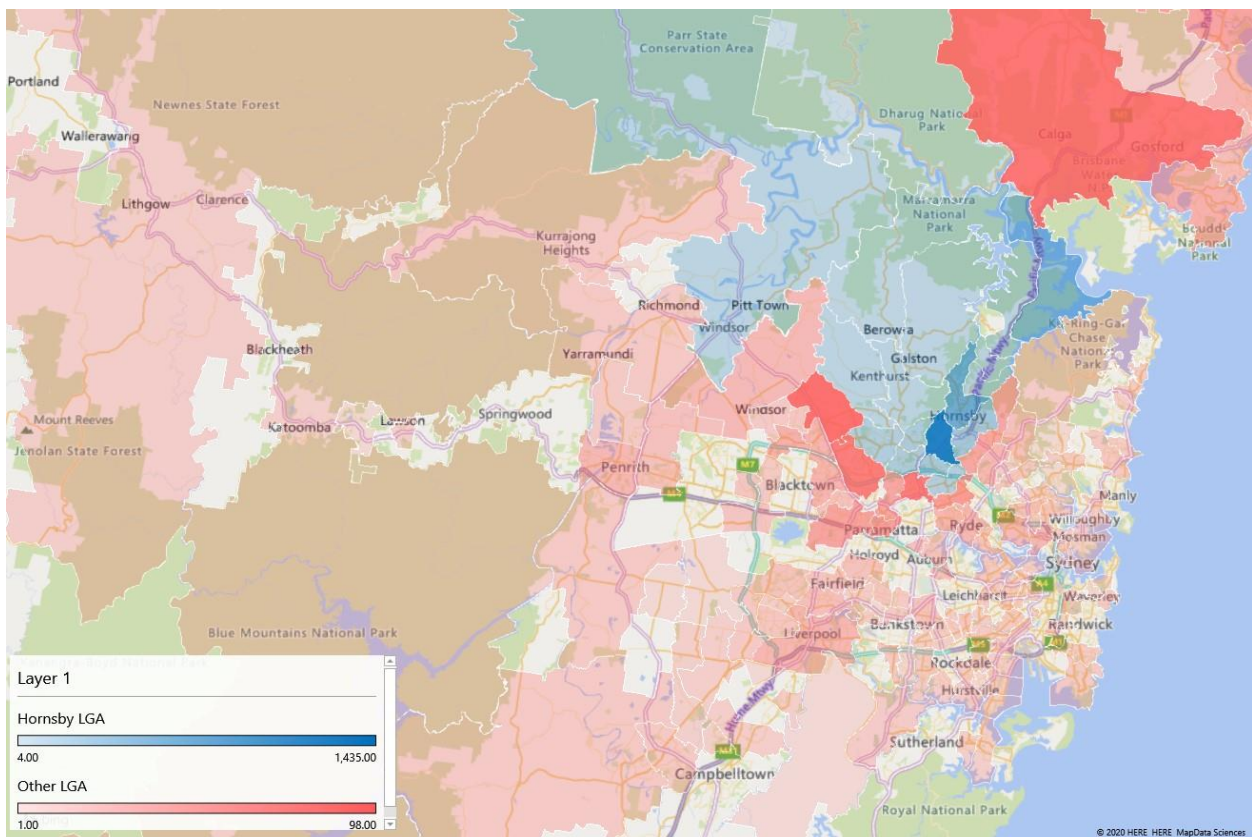 Parr State
Conservation Area
Portland
Newnes State Forest
Wallerawang
Dharug National
Park
Calga
Gosford
Brisbane
Water
N.P.
Lithgow
Clarence
Marramarra
National
Park
Bouddi
National
Park
Kurrajong
Heights
Richmond
Pitt Town
Windsor
Berowra
Galston
Kenthurst
Ku-Ring-Gai
Chase
National
Park
Pacific Mwy
Blackheath
Yarramundi
Mount Reeves
Jenolan State Forest
Katoomba
Lawson
Springwood
Windsor
Hornsby
Penrith
M7
Blacktown
Manly
Parramatta
Ryde
Willoughby
Mosman
Holroyd
Auburn
Sydney
Fairfield
A4
Leichhardt
Waverley
Liverpool
Bankstown
Randwick
Rockdale
Hurstville
Blue Mountains National Park
Hume Mwy
Sutherland
Campbelltown
Royal National Park
Layer 1
Hornsby LGA
4.00 1,435.00
Other LGA
1.00 98.00
© 2020 HERE HERE MapData Sciences